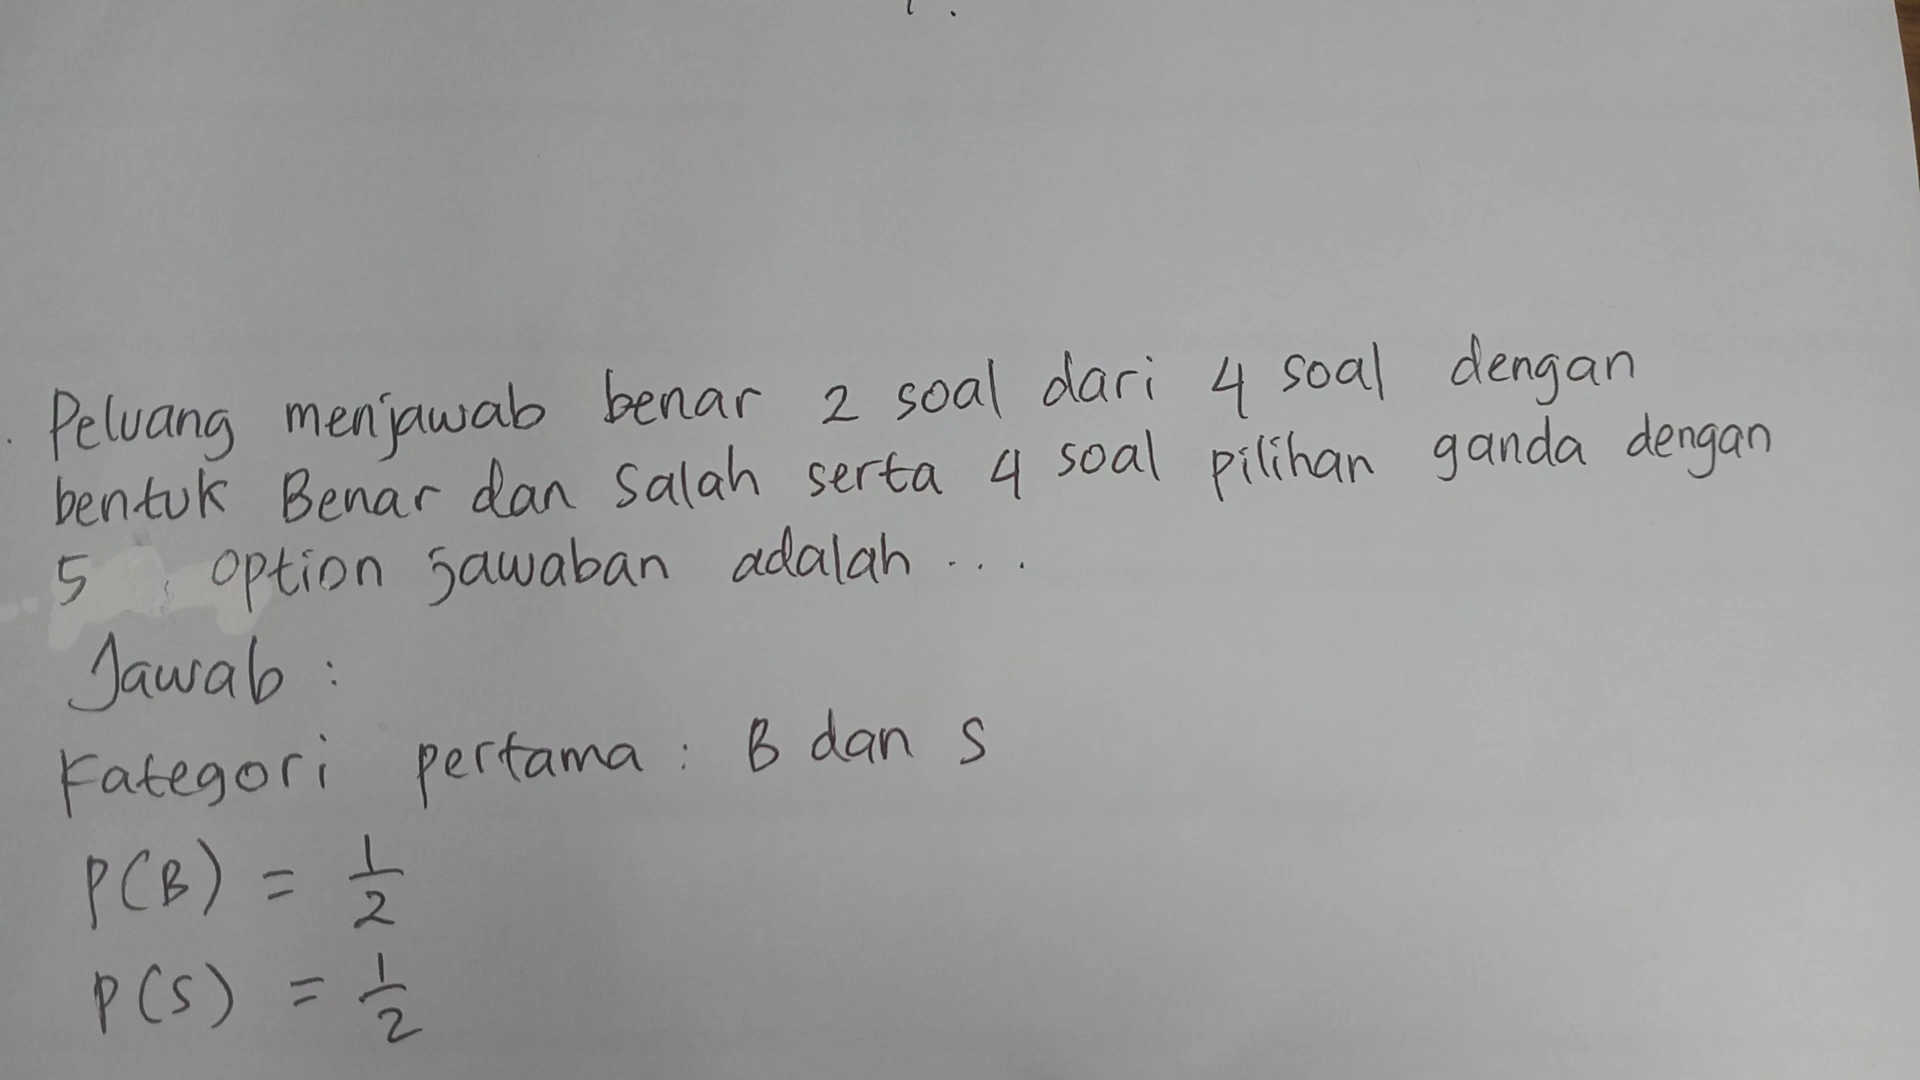 Peluang menjawab benar 2 soal dari 4 soal dengan
bentuk Benar dan Salah serta 4 soal pilihan ganda dengan
5 option jawaban adalah ...
Jawab :
Kategori pertama : B dan S
P(B) = 1/2
P(S) = 1/2